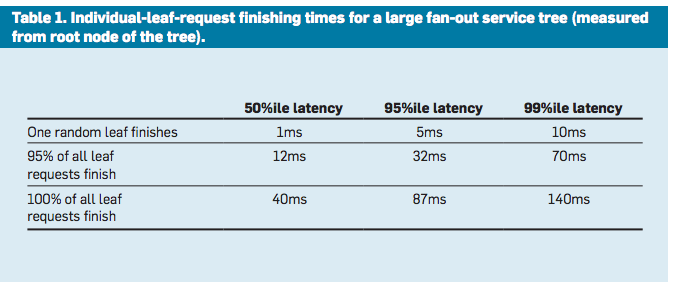 Table 1. Individual-leaf-request finishing times for a large fan-out service tree (measured
from root node of the tree).
50%ile latency 95%ile latency 99%ile latency
One random leaf finishes 1ms 5ms 10ms
95% of all leaf
requests finish 12ms 32ms 70ms
100% of all leaf
requests finish 40ms 87ms 140ms